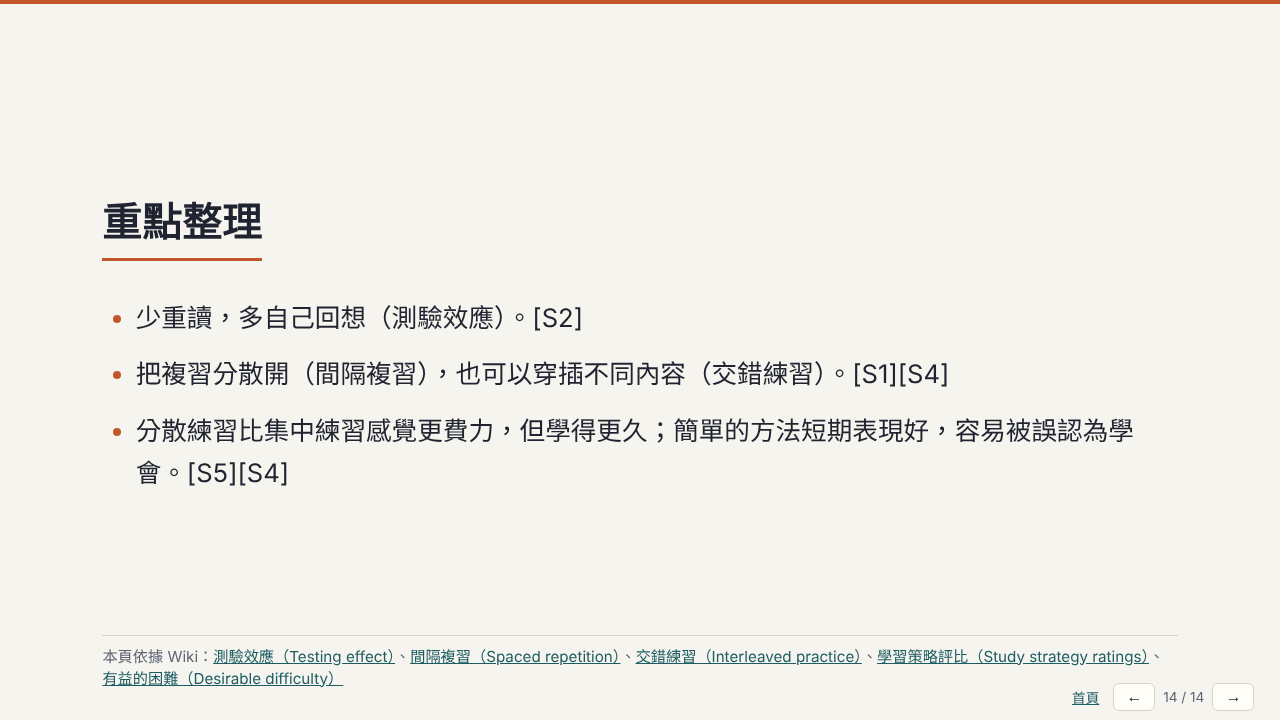 重點整理
少重讀，多自己回想（測驗效應）。[S2]
把複習分散開（間隔複習），也可以穿插不同內容（交錯練習）。[S1][S4]
分散練習比集中練習感覺更費力，但學得更久；簡單的方法短期表現好，容易被誤認為學
會。[S5][S4]
本頁依據 Wiki：測驗效應（Testing effect）、間隔複習（Spaced repetition）、交錯練習（Interleaved practice）、學習策略評比（Study strategy ratings）、
有益的困難（Desirable difficulty）
首頁 ← 14 / 14 →